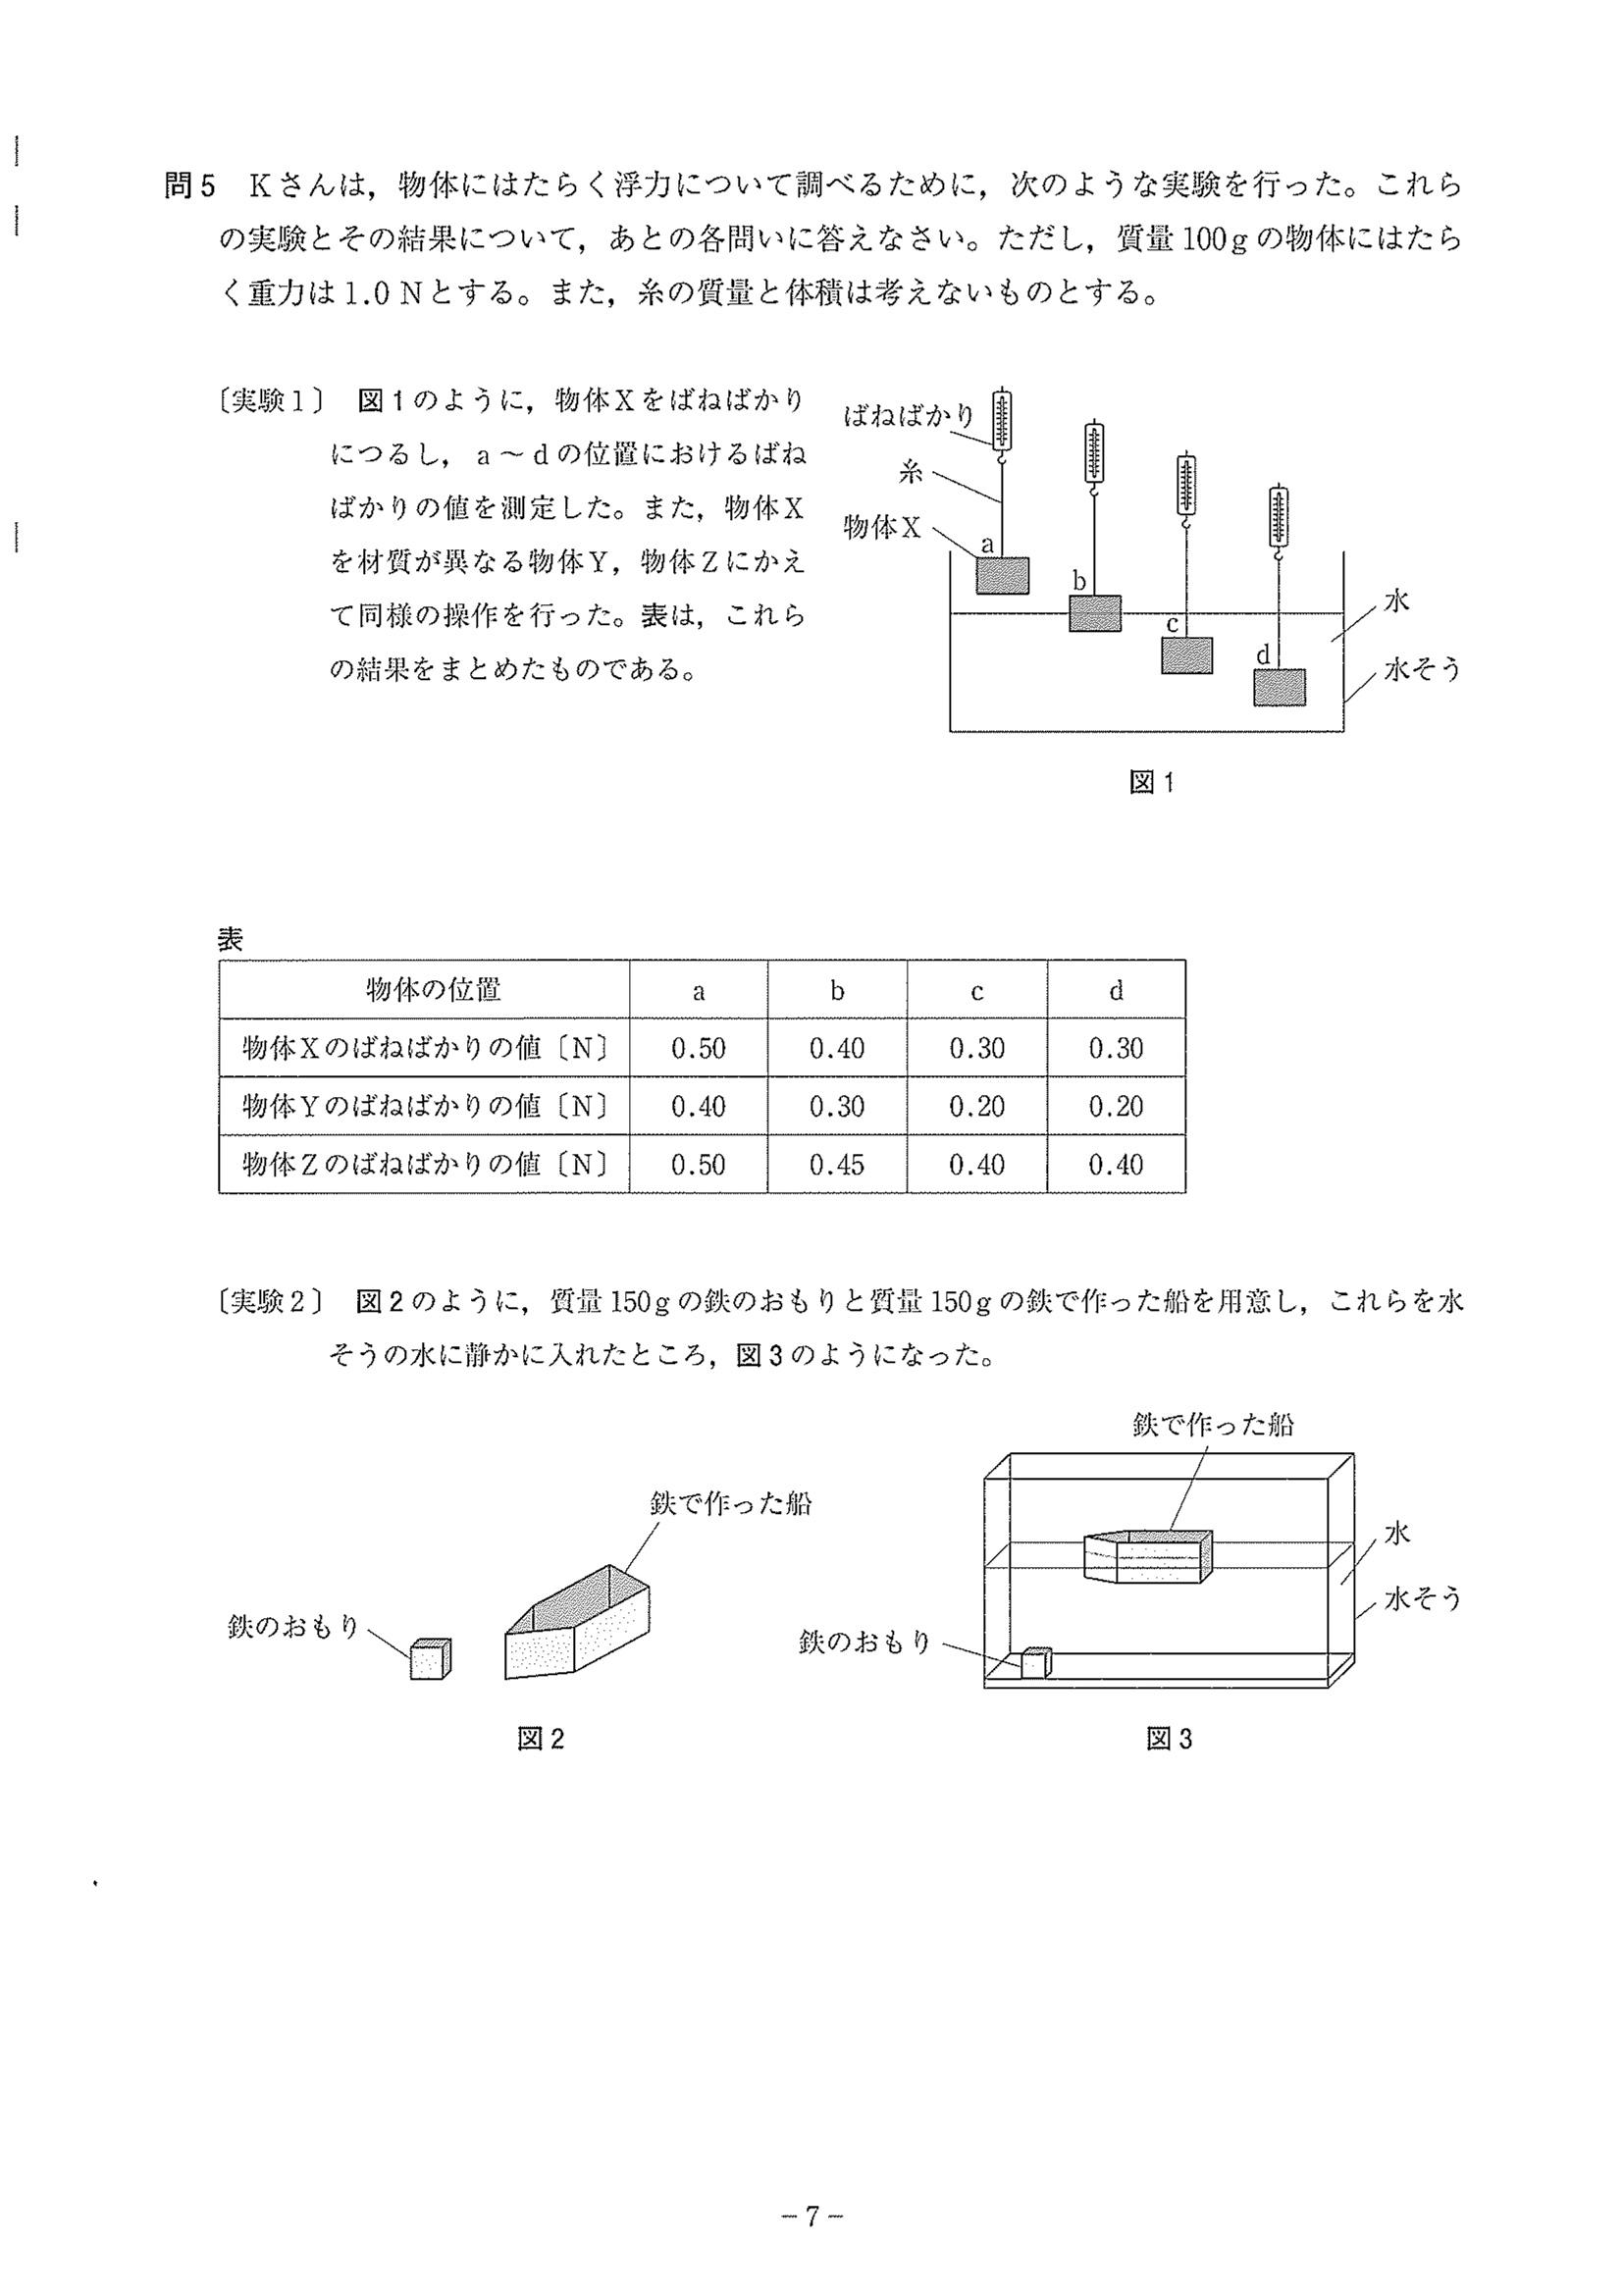 問5　Kさんは，物体にはたらく浮力について調べるために，次のような実験を行った。これら
の実験とその結果について，あとの各問いに答えなさい。ただし，質量100gの物体にはたら
く重力は1.0Nとする。また，糸の質量と体積は考えないものとする。
〔実験1〕　図1のように，物体Xをばねばかり
につるし，a～dの位置におけるばね
ばかりの値を測定した。また，物体X
を材質が異なる物体Y，物体Zにかえ
て同様の操作を行った。表は，これら
の結果をまとめたものである。
ばねばかり
糸
物体X
a
b
c
d
水
水そう
図1
表
物体の位置　a　b　c　d
物体Xのばねばかりの値〔N〕　0.50　0.40　0.30　0.30
物体Yのばねばかりの値〔N〕　0.40　0.30　0.20　0.20
物体Zのばねばかりの値〔N〕　0.50　0.45　0.40　0.40
〔実験2〕　図2のように，質量150gの鉄のおもりと質量150gの鉄で作った船を用意し，これらを水
そうの水に静かに入れたところ，図3のようになった。
鉄で作った船
鉄のおもり
図2
鉄で作った船
水
水そう
鉄のおもり
図3
－7－